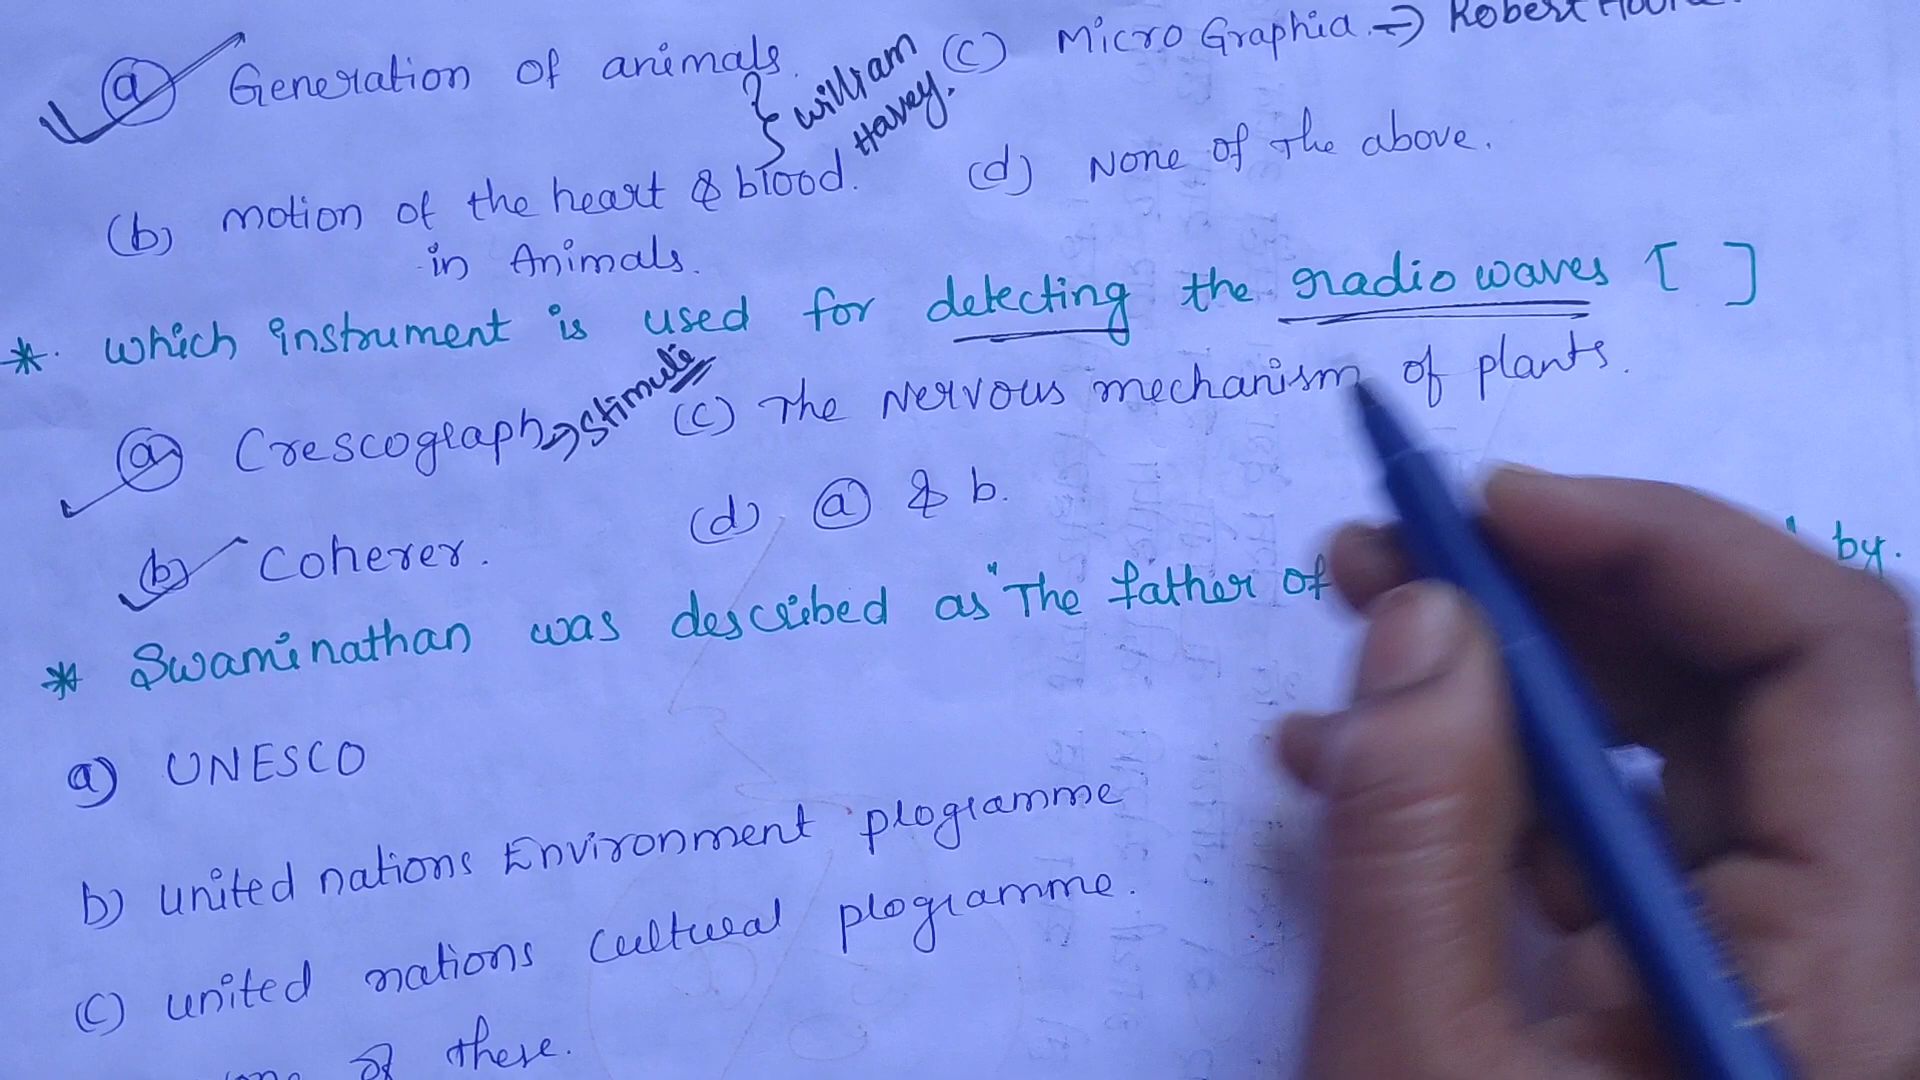 (a) Generation of animals. (c) Micro Graphia → Robert
William
Harvey.
(b) motion of the heart & blood. (d) None of the above.
in Animals.
* which instrument is used for detecting the radio waves [ ]
(a) Crescograph → stimuli (c) The Nervous mechanism of plants.
(b) Coherer. (d) (a) & b.
* Swaminathan was described as "The father of by.
a) UNESCO
b) united nations Environment programme
(c) united nations cultural programme.
of these.